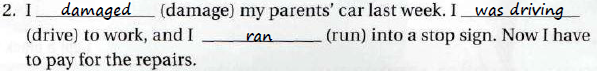 2. I damaged (damage) my parents' car last week. I was driving
(drive) to work, and I ran (run) into a stop sign. Now I have
to pay for the repairs.